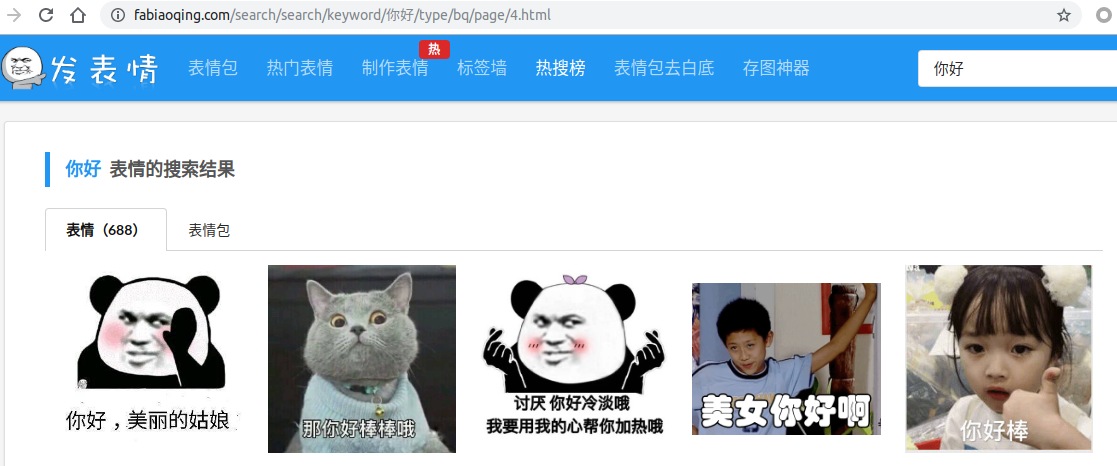 fabiaoqing.com/search/search/keyword/你好/type/bq/page/4.html
发表情
表情包
热门表情
制作表情
热
标签墙
热搜榜
表情包去白底
存图神器
你好
你好 表情的搜索结果
表情（688）
表情包
你好，美丽的姑娘
那你好棒棒哦
讨厌 你好冷淡哦
我要用我的心帮你加热哦
美女你好啊
你好棒